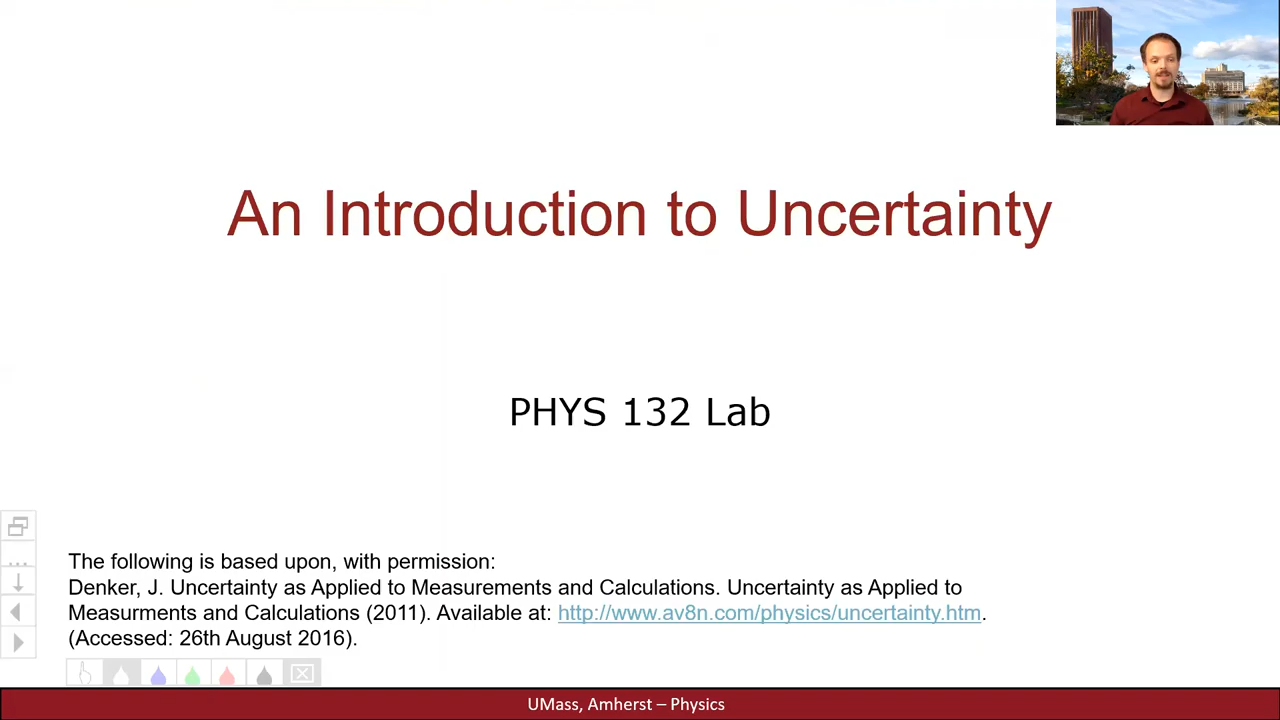 An Introduction to Uncertainty
PHYS 132 Lab
The following is based upon, with permission:
Denker, J. Uncertainty as Applied to Measurements and Calculations. Uncertainty as Applied to
Measurments and Calculations (2011). Available at: http://www.av8n.com/physics/uncertainty.htm.
(Accessed: 26th August 2016).
UMass, Amherst – Physics